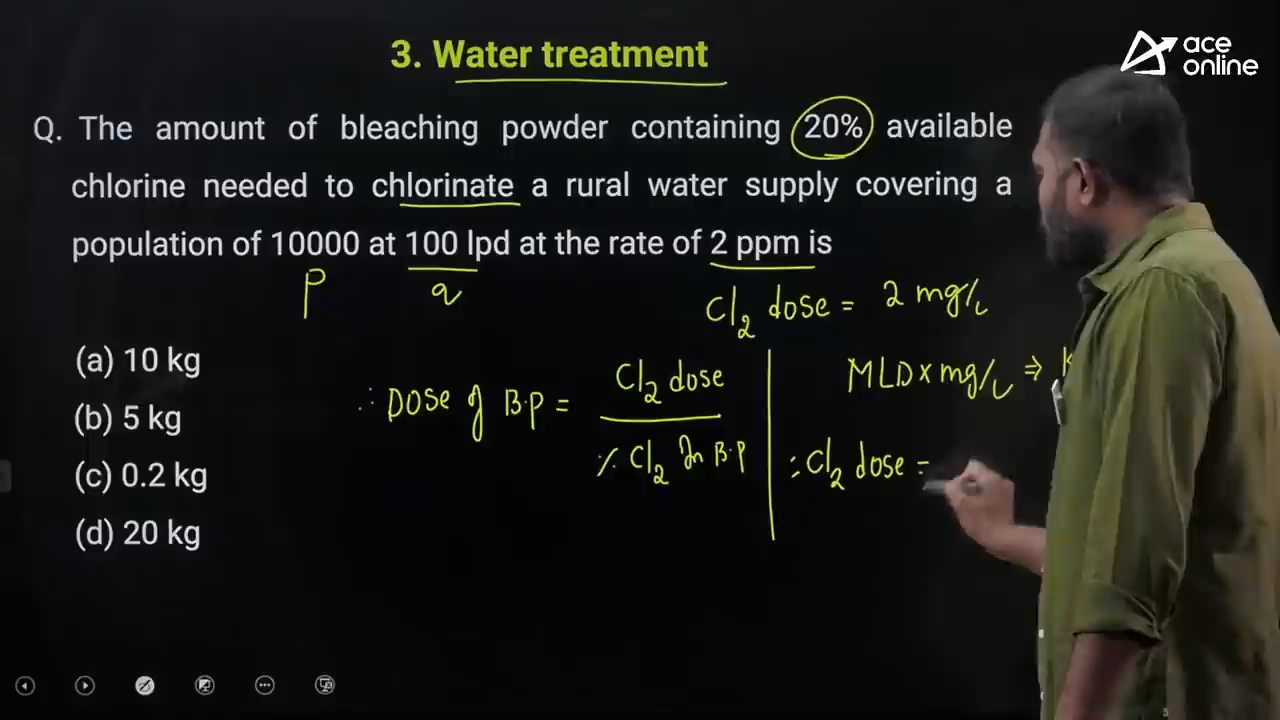 3. Water treatment
ace
online
Q. The amount of bleaching powder containing 20% available
chlorine needed to chlorinate a rural water supply covering a
population of 10000 at 100 lpd at the rate of 2 ppm is
P q
Cl2 dose = 2 mg/L
(a) 10 kg
(b) 5 kg
(c) 0.2 kg
(d) 20 kg
∴ Dose of B.P = Cl2 dose
% Cl2 In B.P
MLD x mg/L ⇒
∴ Cl2 dose =